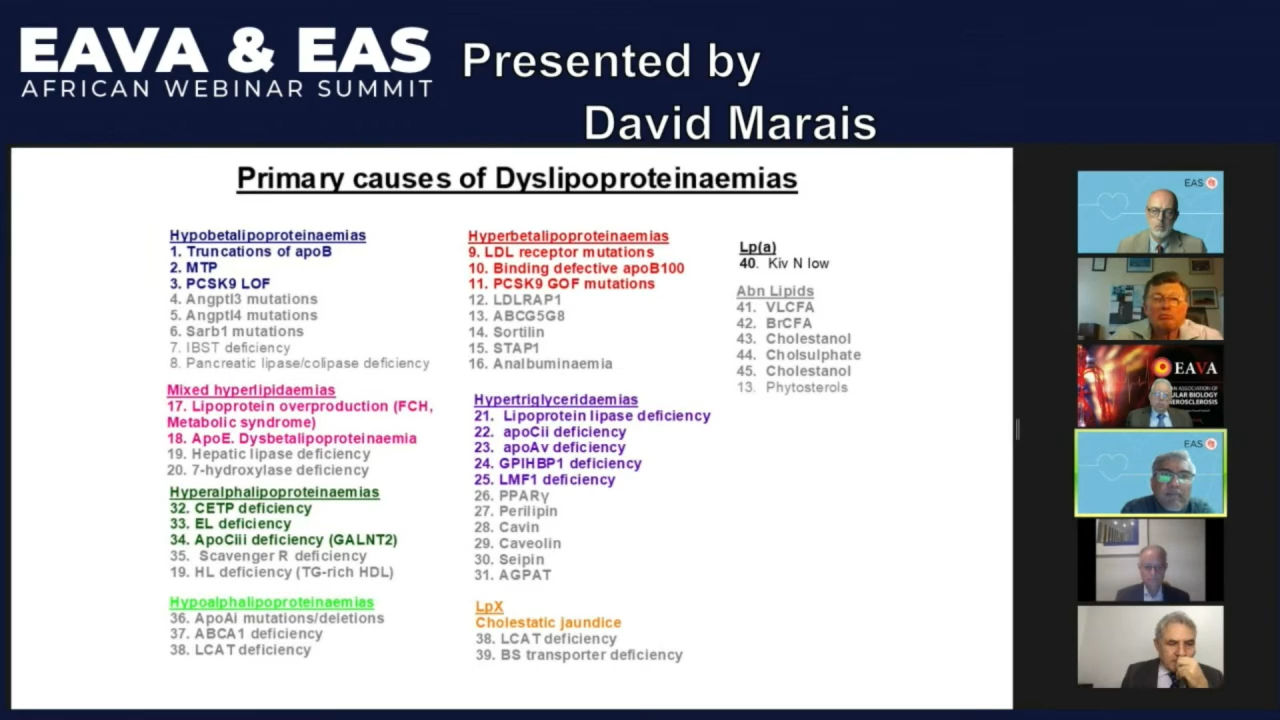 EAVA & EAS
AFRICAN WEBINAR SUMMIT
Presented by
David Marais
Primary causes of Dyslipoproteinaemias
Hypobetalipoproteinaemias
1. Truncations of apoB
2. MTP
3. PCSK9 LOF
4. Angptl3 mutations
5. Angptl4 mutations
6. Sarb1 mutations
7. IBST deficiency
8. Pancreatic lipase/colipase deficiency
Mixed hyperlipidaemias
17. Lipoprotein overproduction (FCH,
Metabolic syndrome)
18. ApoE. Dysbetalipoproteinaemia
19. Hepatic lipase deficiency
20. 7-hydroxylase deficiency
Hyperalphalipoproteinaemias
32. CETP deficiency
33. EL deficiency
34. ApoCiii deficiency (GALNT2)
35. Scavenger R deficiency
19. HL deficiency (TG-rich HDL)
Hypoalphalipoproteinaemias
36. ApoAi mutations/deletions
37. ABCA1 deficiency
38. LCAT deficiency
Hyperbetalipoproteinaemias
9. LDL receptor mutations
10. Binding defective apoB100
11. PCSK9 GOF mutations
12. LDLRAP1
13. ABCG5G8
14. Sortilin
15. STAP1
16. Analbuminaemia
Hypertriglyceridaemias
21. Lipoprotein lipase deficiency
22. apoCii deficiency
23. apoAv deficiency
24. GPIHBP1 deficiency
25. LMF1 deficiency
26. PPARγ
27. Perilipin
28. Cavin
29. Caveolin
30. Seipin
31. AGPAT
LpX
Cholestatic jaundice
38. LCAT deficiency
39. BS transporter deficiency
Lp(a)
40. Kiv N low
Abn Lipids
41. VLCFA
42. BrCFA
43. Cholestanol
44. Cholsulphate
45. Cholestanol
13. Phytosterols
EAS
EAVA
EAS